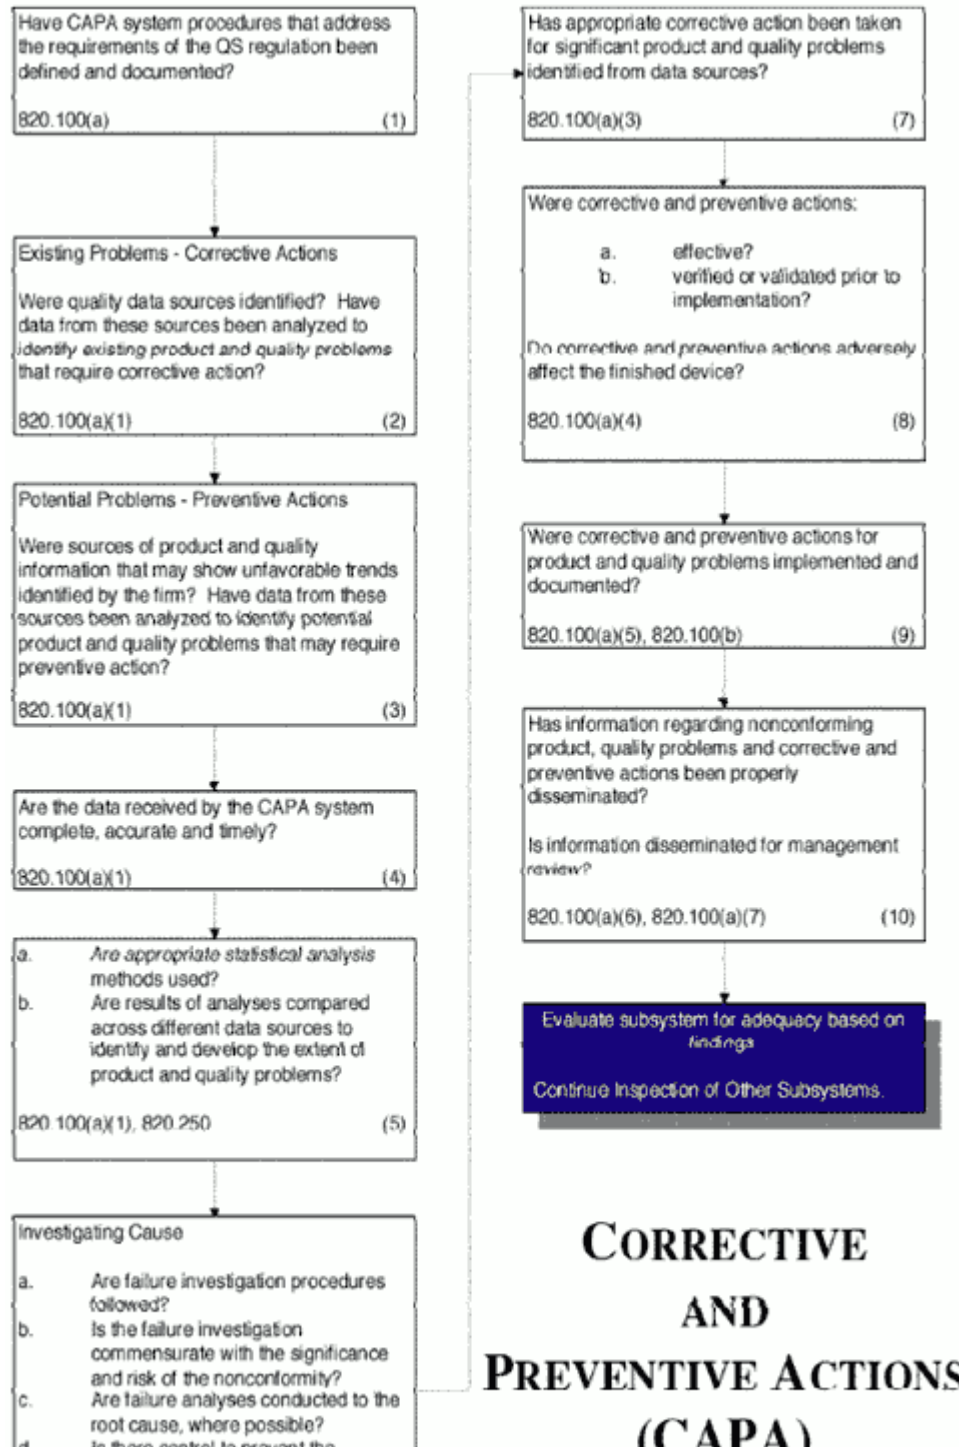 Have CAPA system procedures that address
the requirements of the QS regulation been
defined and documented?
820.100(a) (1)
Existing Problems - Corrective Actions
Were quality data sources identified? Have
data from these sources been analyzed to
identify existing product and quality problems
that require corrective action?
820.100(a)(1) (2)
Potential Problems - Preventive Actions
Were sources of product and quality
information that may show unfavorable trends
identified by the firm? Have data from these
sources been analyzed to identify potential
product and quality problems that may require
preventive action?
820.100(a)(1) (3)
Are the data received by the CAPA system
complete, accurate and timely?
820.100(a)(1) (4)
a. Are appropriate statistical analysis
methods used?
b. Are results of analyses compared
across different data sources to
identify and develop the extent of
product and quality problems?
820.100(a)(1), 820.250 (5)
Investigating Cause
a. Are failure investigation procedures
followed?
b. Is the failure investigation
commensurate with the significance
and risk of the nonconformity?
c. Are failure analyses conducted to the
root cause, where possible?
d. Is there control to prevent the
Has appropriate corrective action been taken
for significant product and quality problems
identified from data sources?
820.100(a)(3) (7)
Were corrective and preventive actions:
a. effective?
b. verified or validated prior to
implementation?
Do corrective and preventive actions adversely
affect the finished device?
820.100(a)(4) (8)
Were corrective and preventive actions for
product and quality problems implemented and
documented?
820.100(a)(5), 820.100(b) (9)
Has information regarding nonconforming
product, quality problems and corrective and
preventive actions been properly
disseminated?
Is information disseminated for management
review?
820.100(a)(6), 820.100(a)(7) (10)
Evaluate subsystem for adequacy based on
findings
Continue Inspection of Other Subsystems.
CORRECTIVE
AND
PREVENTIVE ACTIONS
(CAPA)